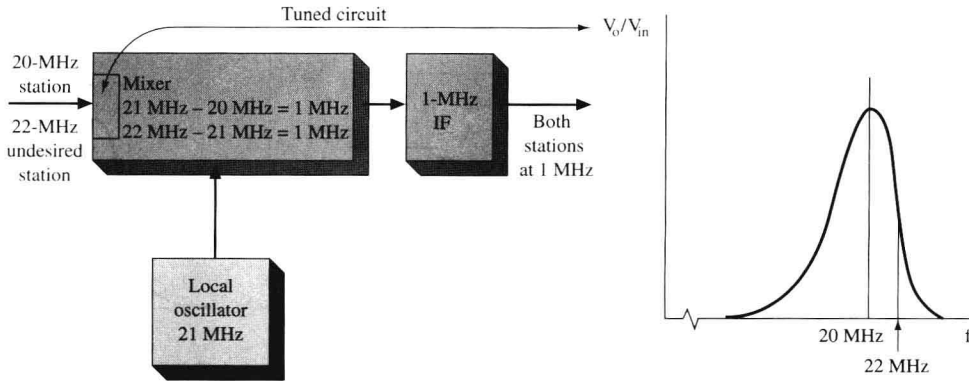 Tuned circuit
V₀/Vᵢₙ
20-MHz
station
22-MHz
undesired
station
Mixer
21 MHz – 20 MHz = 1 MHz
22 MHz – 21 MHz = 1 MHz
1-MHz
IF
Both
stations
at 1 MHz
Local
oscillator
21 MHz
20 MHz
22 MHz
f